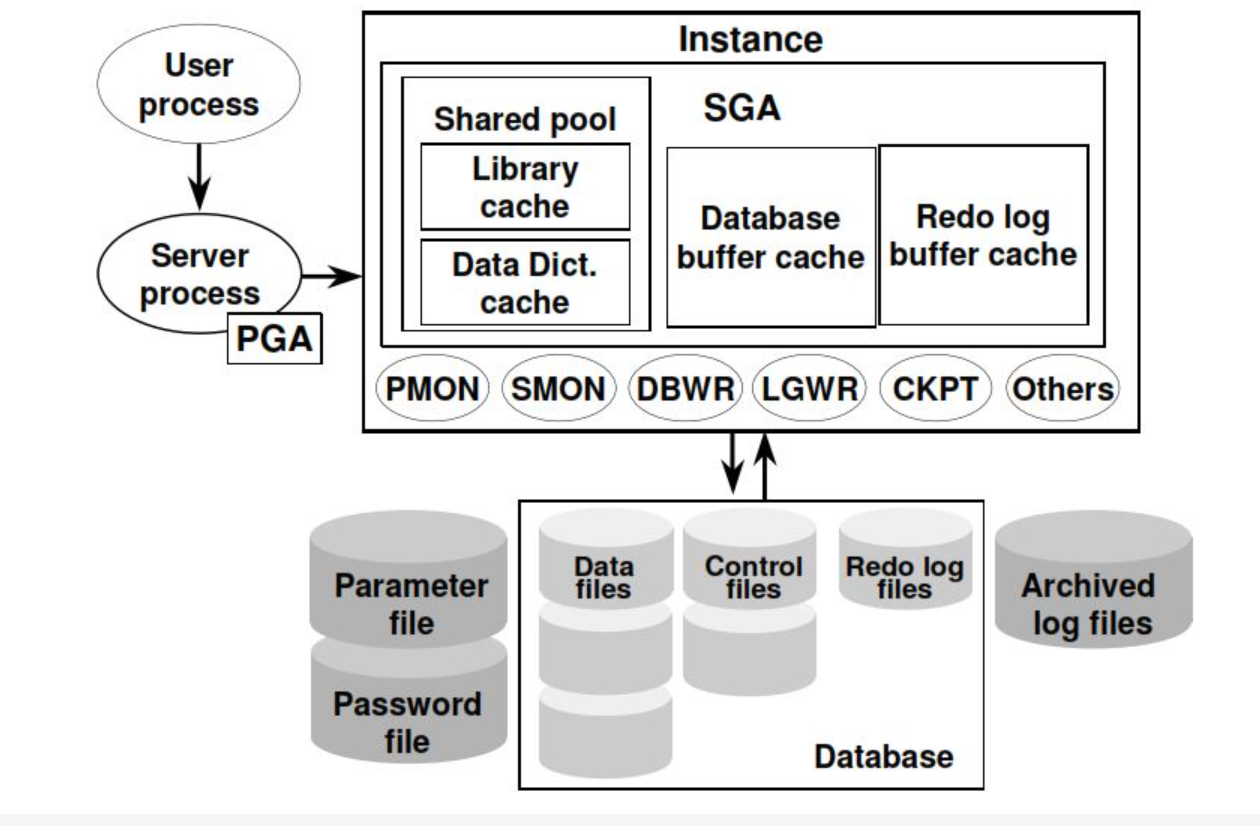 User
process
Server
process
PGA
Instance
SGA
Shared pool
Library
cache
Data Dict.
cache
Database
buffer cache
Redo log
buffer cache
PMON
SMON
DBWR
LGWR
CKPT
Others
Parameter
file
Password
file
Data
files
Control
files
Redo log
files
Database
Archived
log files